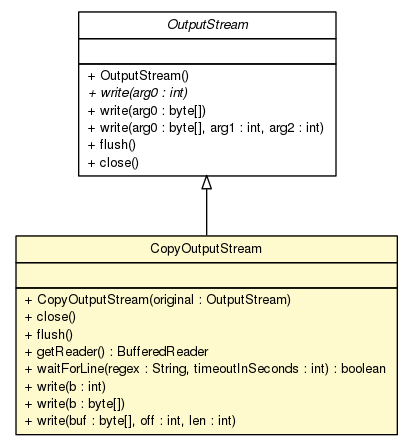 OutputStream
+ OutputStream()
+ write(arg0 : int)
+ write(arg0 : byte[])
+ write(arg0 : byte[], arg1 : int, arg2 : int)
+ flush()
+ close()
CopyOutputStream
+ CopyOutputStream(original : OutputStream)
+ close()
+ flush()
+ getReader() : BufferedReader
+ waitForLine(regex : String, timeoutInSeconds : int) : boolean
+ write(b : int)
+ write(b : byte[])
+ write(buf : byte[], off : int, len : int)